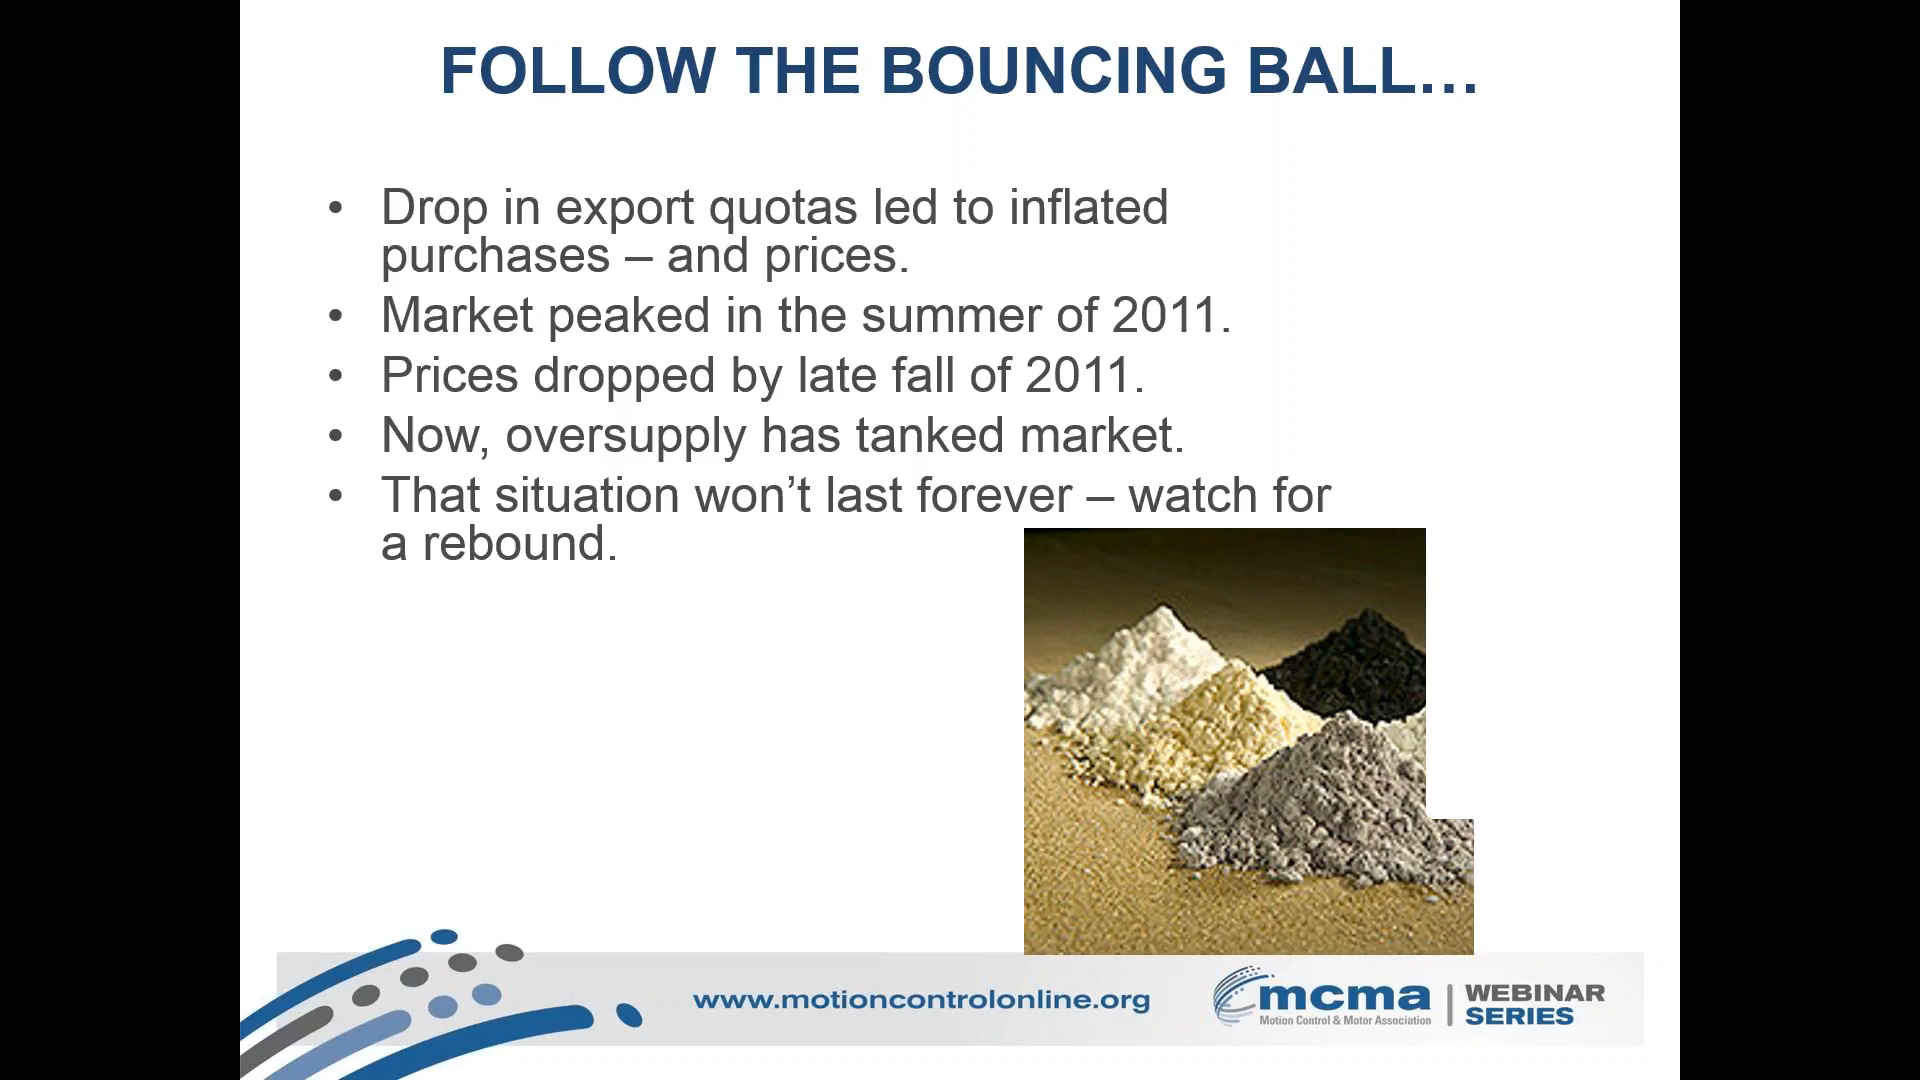 FOLLOW THE BOUNCING BALL…
• Drop in export quotas led to inflated
purchases – and prices.
• Market peaked in the summer of 2011.
• Prices dropped by late fall of 2011.
• Now, oversupply has tanked market.
• That situation won’t last forever – watch for
a rebound.
www.motioncontrolonline.org
mcma
Motion Control & Motor Association
WEBINAR
SERIES